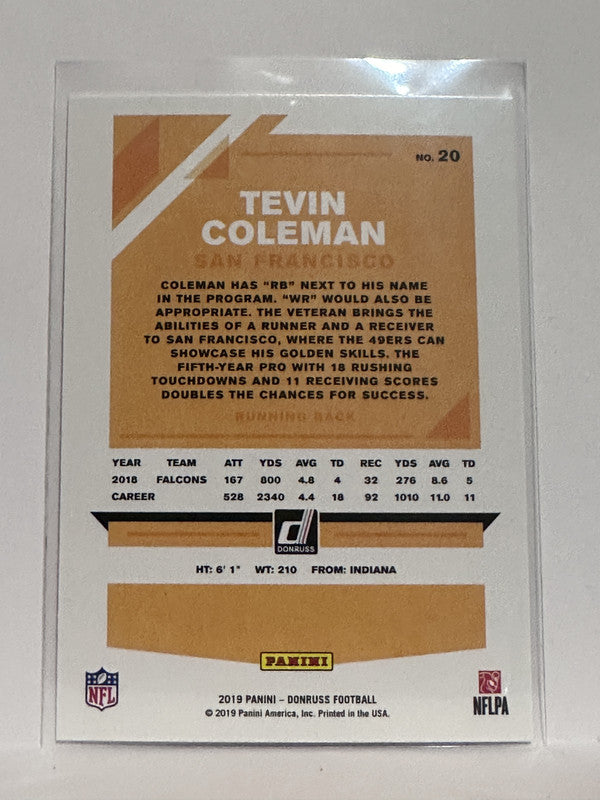 NO. 20
TEVIN
COLEMAN
SAN FRANCISCO
COLEMAN HAS "RB" NEXT TO HIS NAME
IN THE PROGRAM. "WR" WOULD ALSO BE
APPROPRIATE. THE VETERAN BRINGS THE
ABILITIES OF A RUNNER AND A RECEIVER
TO SAN FRANCISCO, WHERE THE 49ERS CAN
SHOWCASE HIS GOLDEN SKILLS. THE
FIFTH-YEAR PRO WITH 18 RUSHING
TOUCHDOWNS AND 11 RECEIVING SCORES
DOUBLES THE CHANCES FOR SUCCESS.
RUNNING BACK
YEAR TEAM ATT YDS AVG TD REC YDS AVG TD
2018 FALCONS 167 800 4.8 4 32 276 8.6 5
CAREER 528 2340 4.4 18 92 1010 11.0 11
DONRUSS
HT: 6' 1" WT: 210 FROM: INDIANA
PANINI
NFL
2019 PANINI – DONRUSS FOOTBALL
© 2019 Panini America, Inc. Printed in the USA.
NFLPA